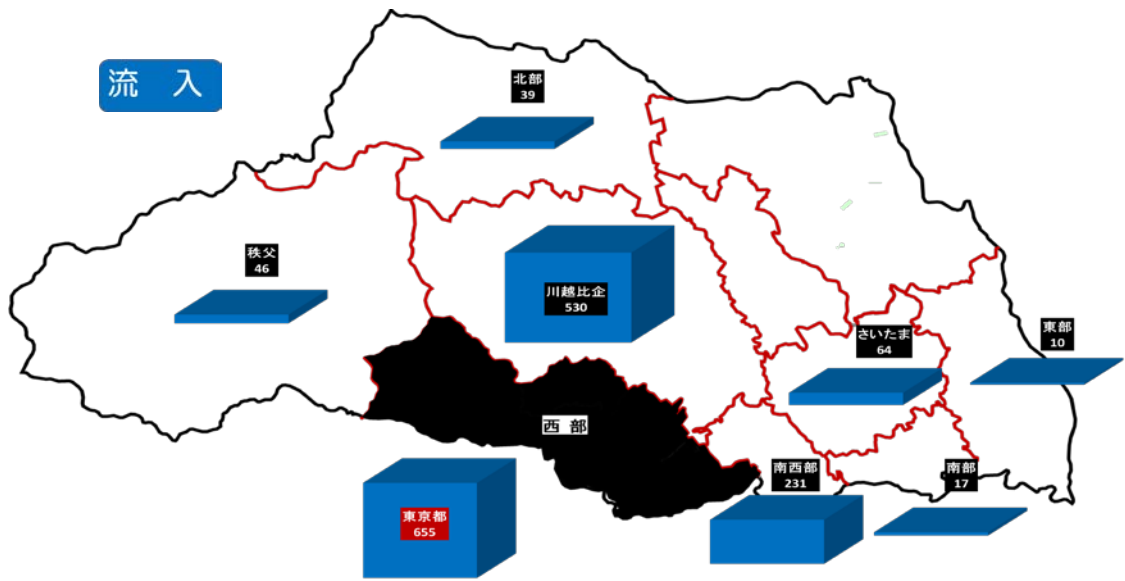 流 入
北部
39
秩父
46
川越比企
530
さいたま
64
東部
10
西 部
南西部
231
南部
17
東京都
655